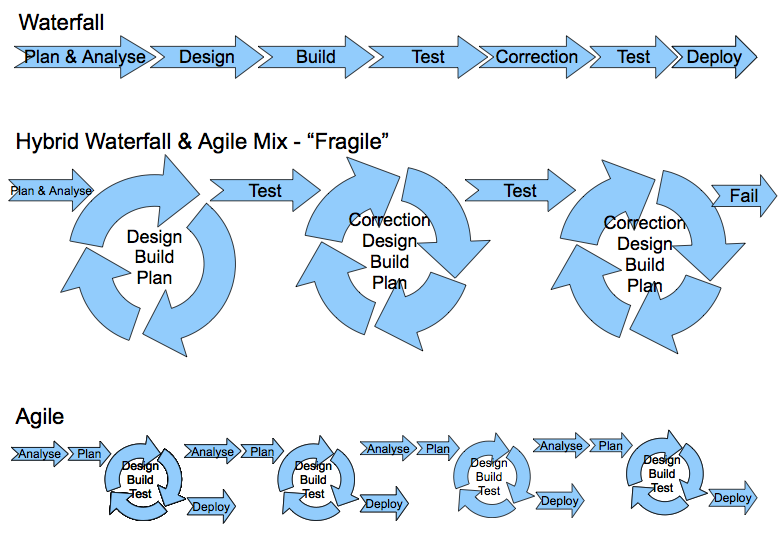 Waterfall
Plan & Analyse Design Build Test Correction Test Deploy
Hybrid Waterfall & Agile Mix - “Fragile”
Plan & Analyse Test Test Fail
Design
Build
Plan
Correction
Design
Build
Plan
Correction
Design
Build
Plan
Agile
Analyse Plan
Design
Build
Test
Deploy
Analyse Plan
Design
Build
Test
Deploy
Analyse Plan
Design
Build
Test
Deploy
Analyse Plan
Design
Build
Test
Deploy